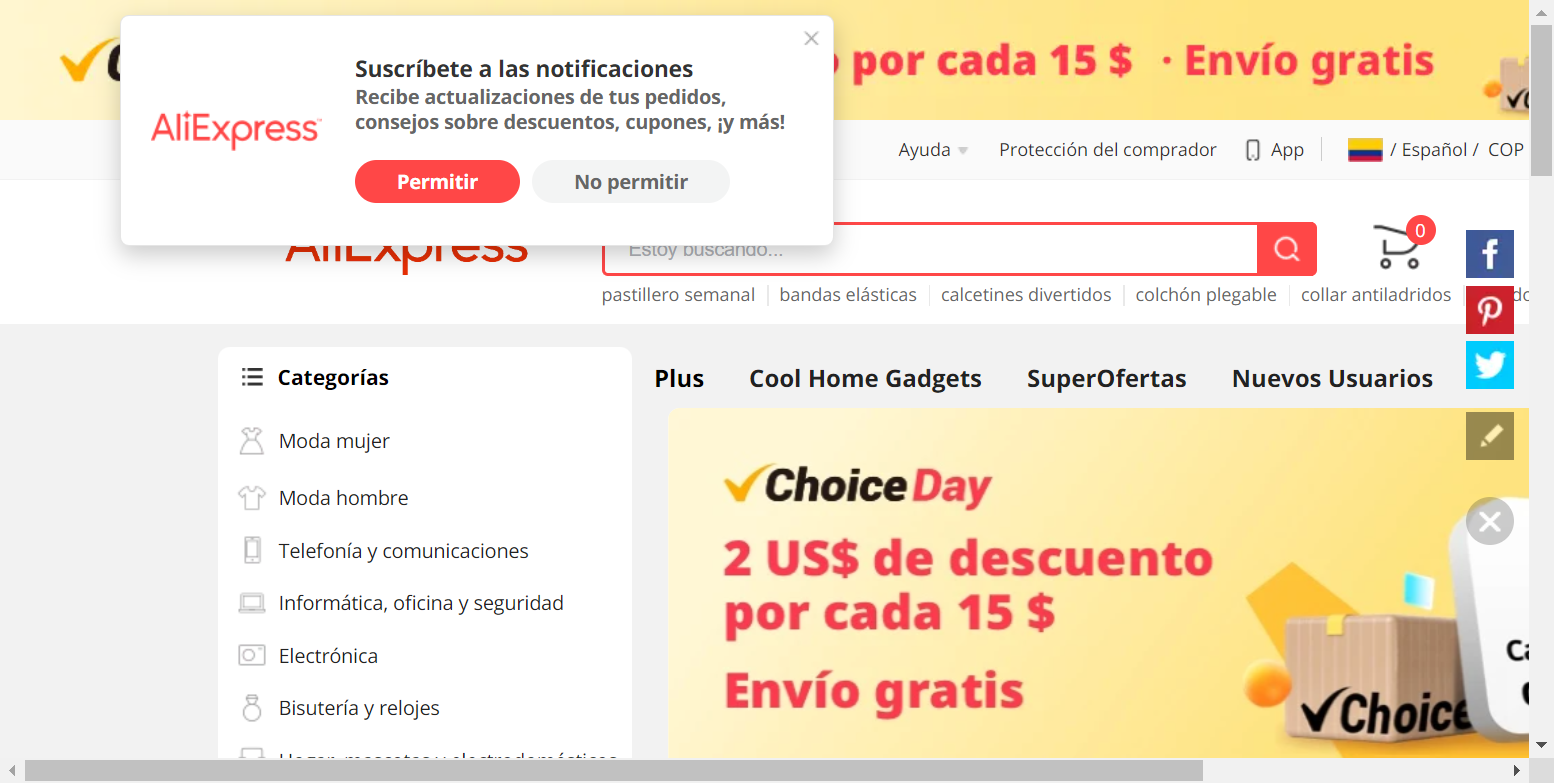 por cada 15 $ · Envío gratis
Suscríbete a las notificaciones
Recibe actualizaciones de tus pedidos,
consejos sobre descuentos, cupones, ¡y más!
AliExpress
Permitir
No permitir
Ayuda
Protección del comprador
App
/ Español / COP
AliExpress
Estoy buscando...
0
pastillero semanal
bandas elásticas
calcetines divertidos
colchón plegable
collar antiladridos
Categorías
Plus
Cool Home Gadgets
SuperOfertas
Nuevos Usuarios
Moda mujer
Moda hombre
Telefonía y comunicaciones
Informática, oficina y seguridad
Electrónica
Bisutería y relojes
Hogar, mascotas y electrodomésticos
Choice Day
2 US$ de descuento
por cada 15 $
Envío gratis
Choice